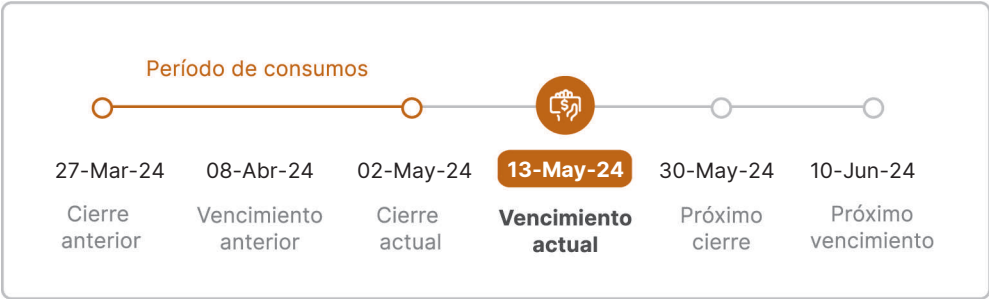 Período de consumos
$
27-Mar-24 08-Abr-24 02-May-24 13-May-24 30-May-24 10-Jun-24
Cierre Vencimiento Cierre Vencimiento Próximo Próximo
anterior anterior actual actual cierre vencimiento